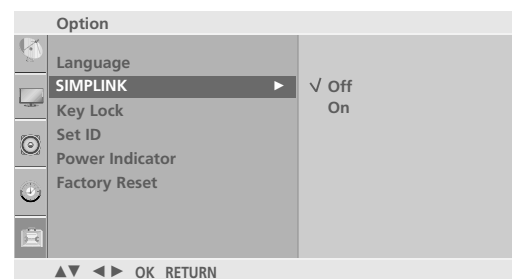 Option
Language
SIMPLINK ►
√ Off
On
Key Lock
Set ID
Power Indicator
Factory Reset
▲▼ ◄ ► OK RETURN